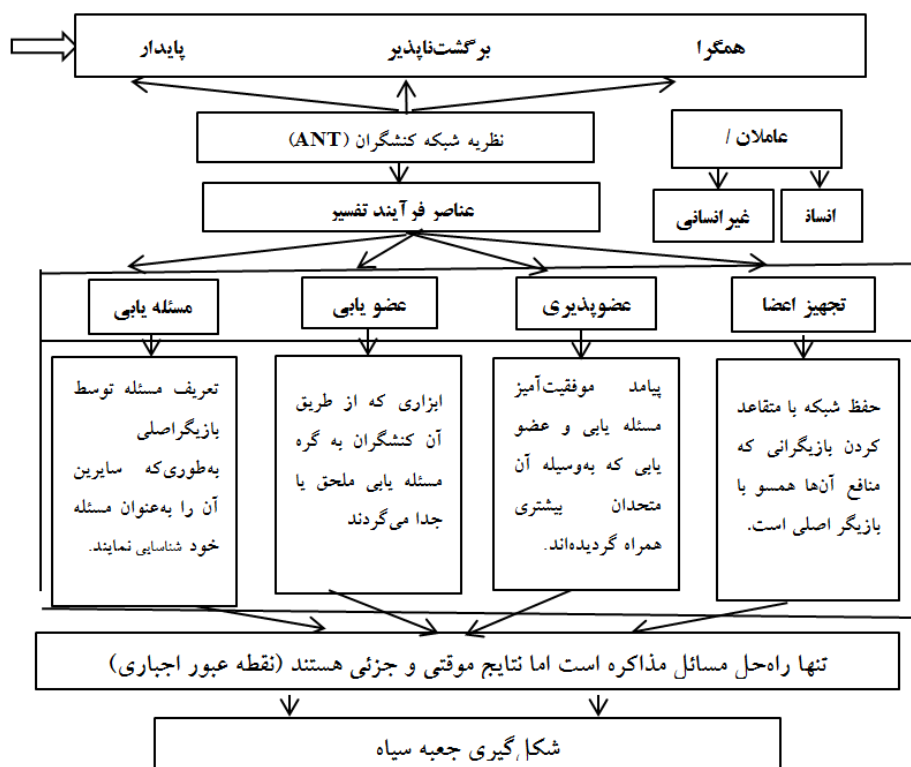 همگرا برگشت‌ناپذیر پایدار
نظریه شبکه کنشگران (ANT)
عاملان /
انساﻧ
غیرانسانی
عناصر فرآیند تفسیر
تجهیز اعضا
عضوپذیری
عضو یابی
مسئله یابی
حفظ شبکه با متقاعد
کردن بازیگرانی که
منافع آن‌ها همسو با
بازیگر اصلی است.
پیامد موفقیت‌آمیز
مسئله یابی و عضو
یابی که به‌وسیله آن
متحدان بیشتری
همراه گردیده‌اند.
ابزاری که از طریق
آن کنشگران به گره
مسئله یابی ملحق یا
جدا می‌گردند
تعریف مسئله توسط
بازیگراصلی
به‌طوری‌که سایرین
آن را به‌عنوان مسئله
خود شناسایی نمایند.
تنها راه‌حل مسائل مذاکره است اما نتایج موقتی و جزئی هستند (نقطه عبور اجباری)
شکل‌گیری جعبه سیاه